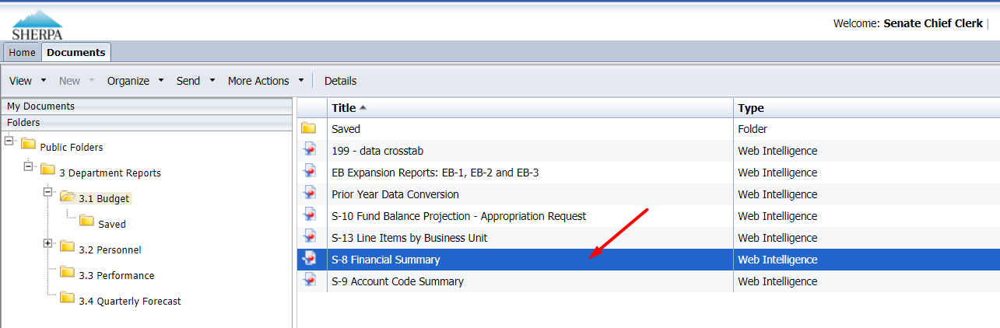 SHERPA
Welcome: Senate Chief Clerk |
Home Documents
View New Organize Send More Actions Details
My Documents
Folders
Public Folders
3 Department Reports
3.1 Budget
Saved
3.2 Personnel
3.3 Performance
3.4 Quarterly Forecast
Title Type
Saved Folder
199 - data crosstab Web Intelligence
EB Expansion Reports: EB-1, EB-2 and EB-3 Web Intelligence
Prior Year Data Conversion Web Intelligence
S-10 Fund Balance Projection - Appropriation Request Web Intelligence
S-13 Line Items by Business Unit Web Intelligence
S-8 Financial Summary Web Intelligence
S-9 Account Code Summary Web Intelligence